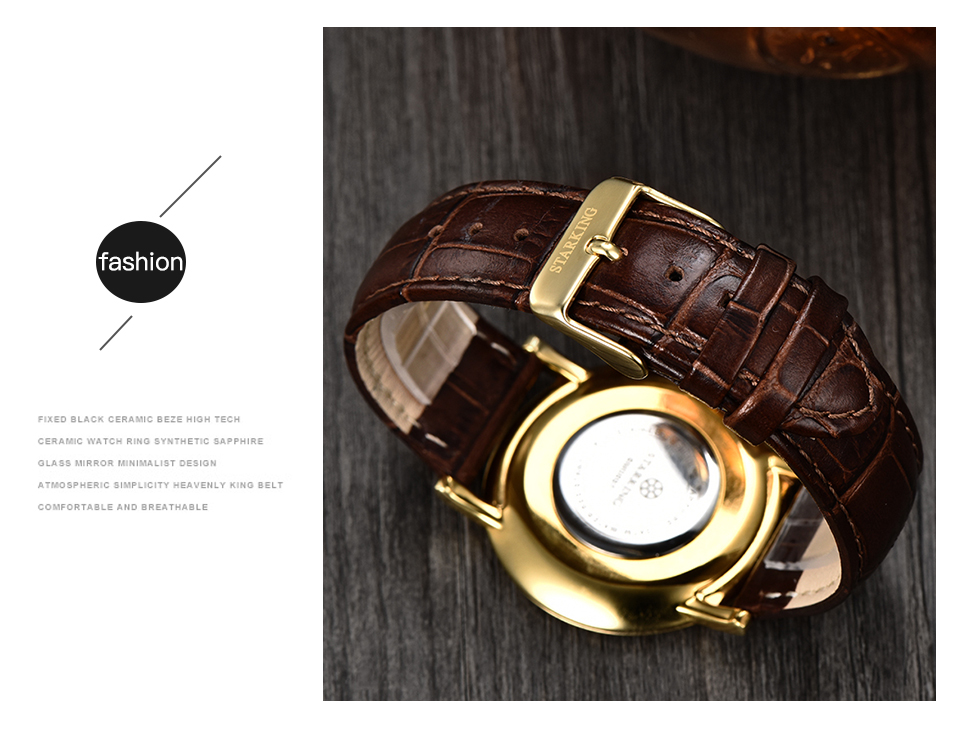 fashion
FIXED BLACK CERAMIC BEZE HIGH TECH
CERAMIC WATCH RING SYNTHETIC SAPPHIRE
GLASS MIRROR MINIMALIST DESIGN
ATMOSPHERIC SIMPLICITY HEAVENLY KING BELT
COMFORTABLE AND BREATHABLE
STARKING
STARKING